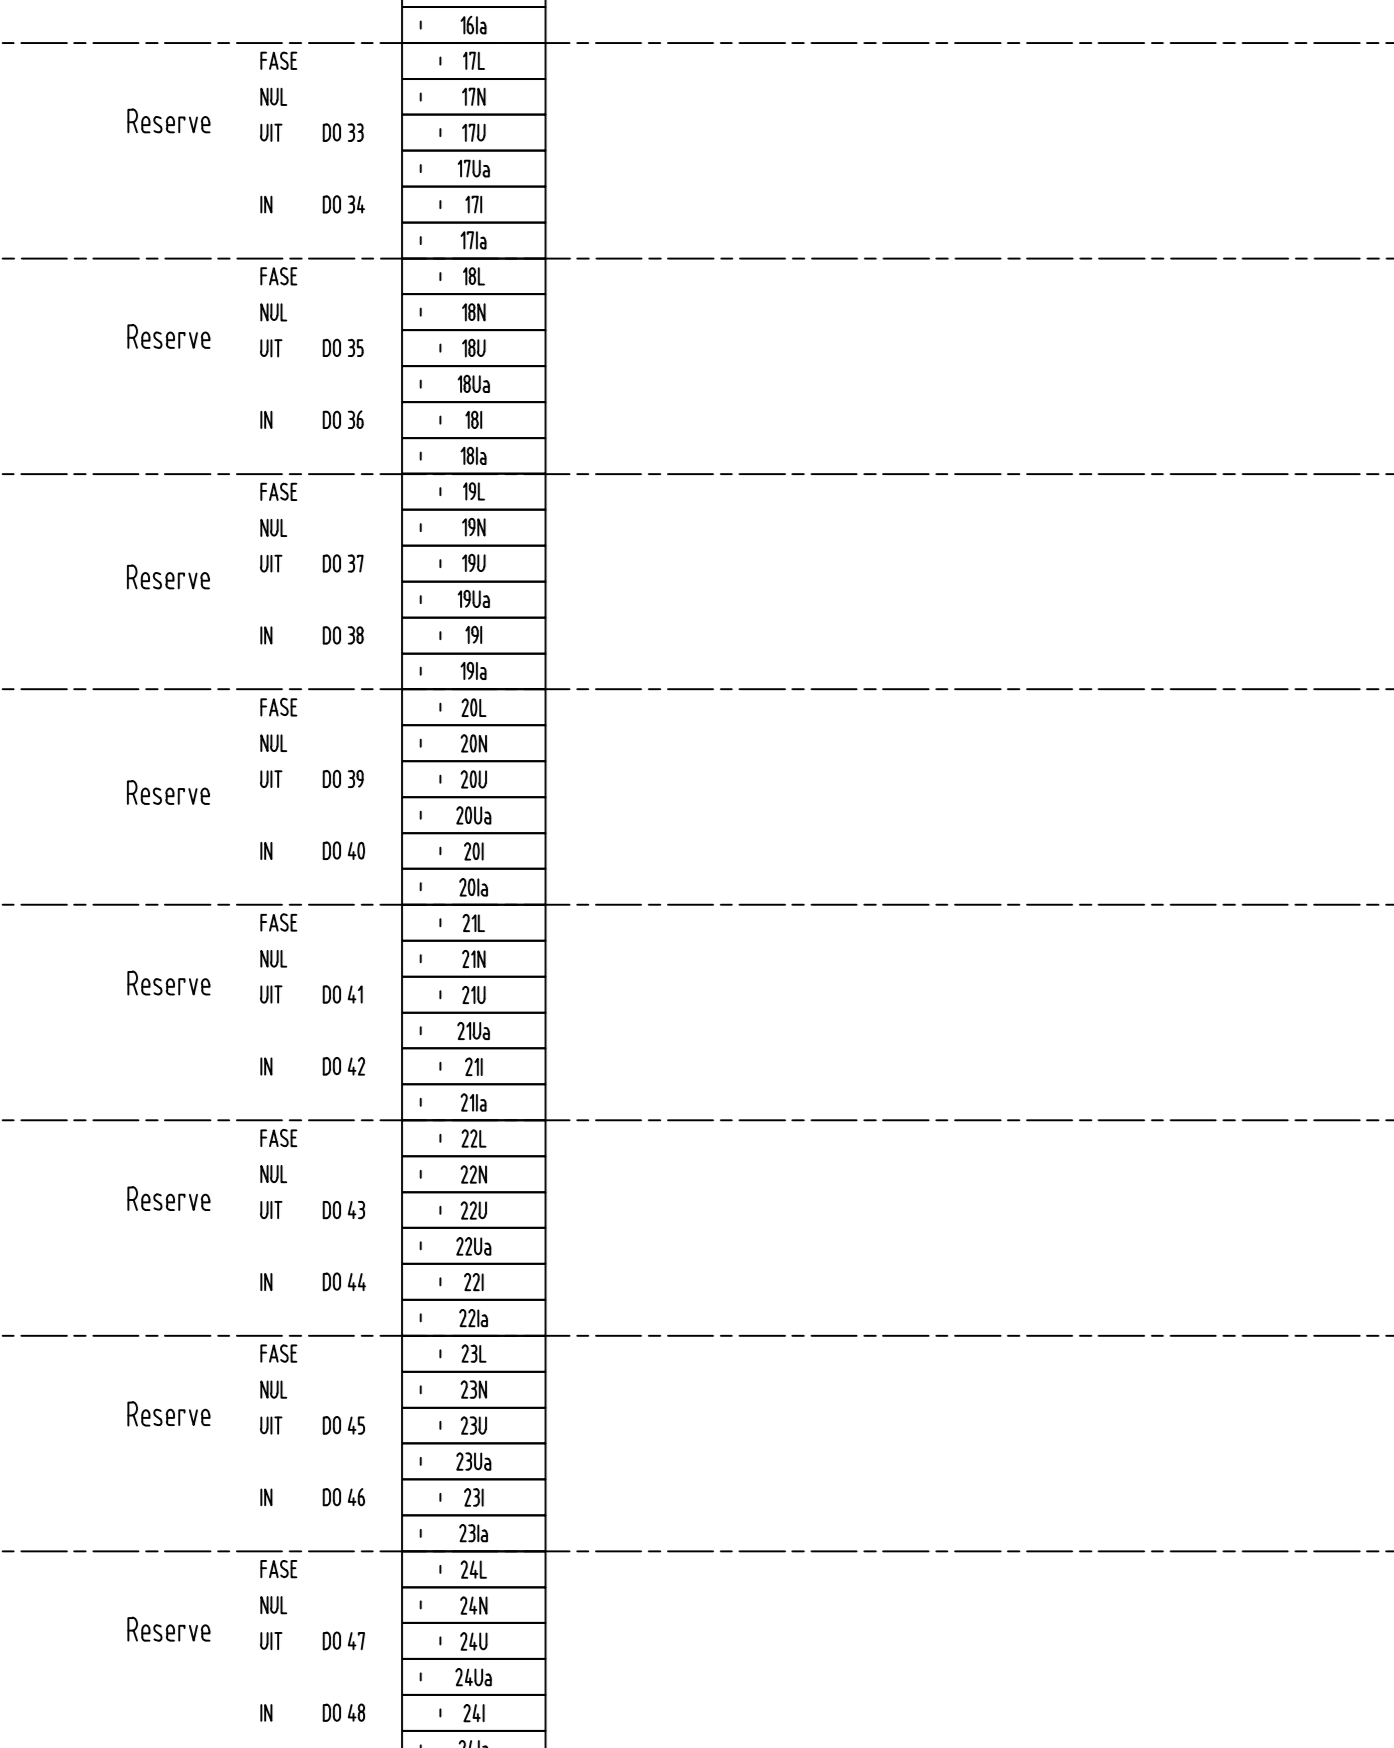 16Ia
FASE 17L
NUL 17N
Reserve
UIT DO 33 17U
17Ua
IN DO 34 17I
17Ia
FASE 18L
NUL 18N
Reserve
UIT DO 35 18U
18Ua
IN DO 36 18I
18Ia
FASE 19L
NUL 19N
UIT DO 37 19U
Reserve
19Ua
IN DO 38 19I
19Ia
FASE 20L
NUL 20N
UIT DO 39 20U
Reserve
20Ua
IN DO 40 20I
20Ia
FASE 21L
NUL 21N
Reserve
UIT DO 41 21U
21Ua
IN DO 42 21I
21Ia
FASE 22L
NUL 22N
Reserve
UIT DO 43 22U
22Ua
IN DO 44 22I
22Ia
FASE 23L
NUL 23N
Reserve
UIT DO 45 23U
23Ua
IN DO 46 23I
23Ia
FASE 24L
NUL 24N
Reserve
UIT DO 47 24U
24Ua
IN DO 48 24I